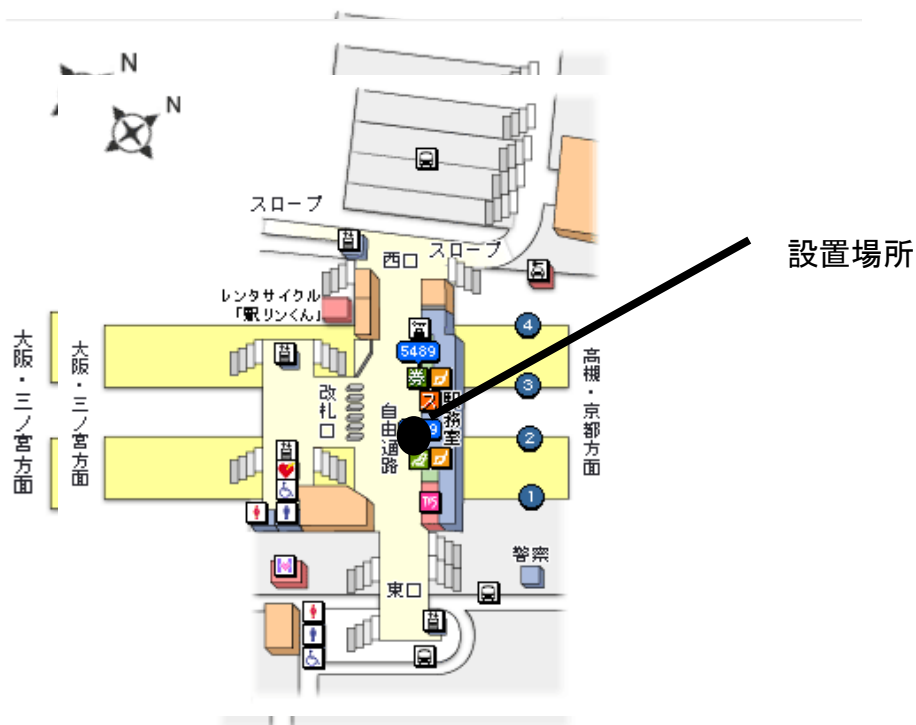 N
N
スロープ
西口
スロープ
設置場所
レンタサイクル
「駅リンくん」
4
5489
大阪・三ノ宮方面
大阪・三ノ宮方面
高槻・京都方面
3
券
改札口
ス
自由通路
駅務室
9
2
1
警察
東口